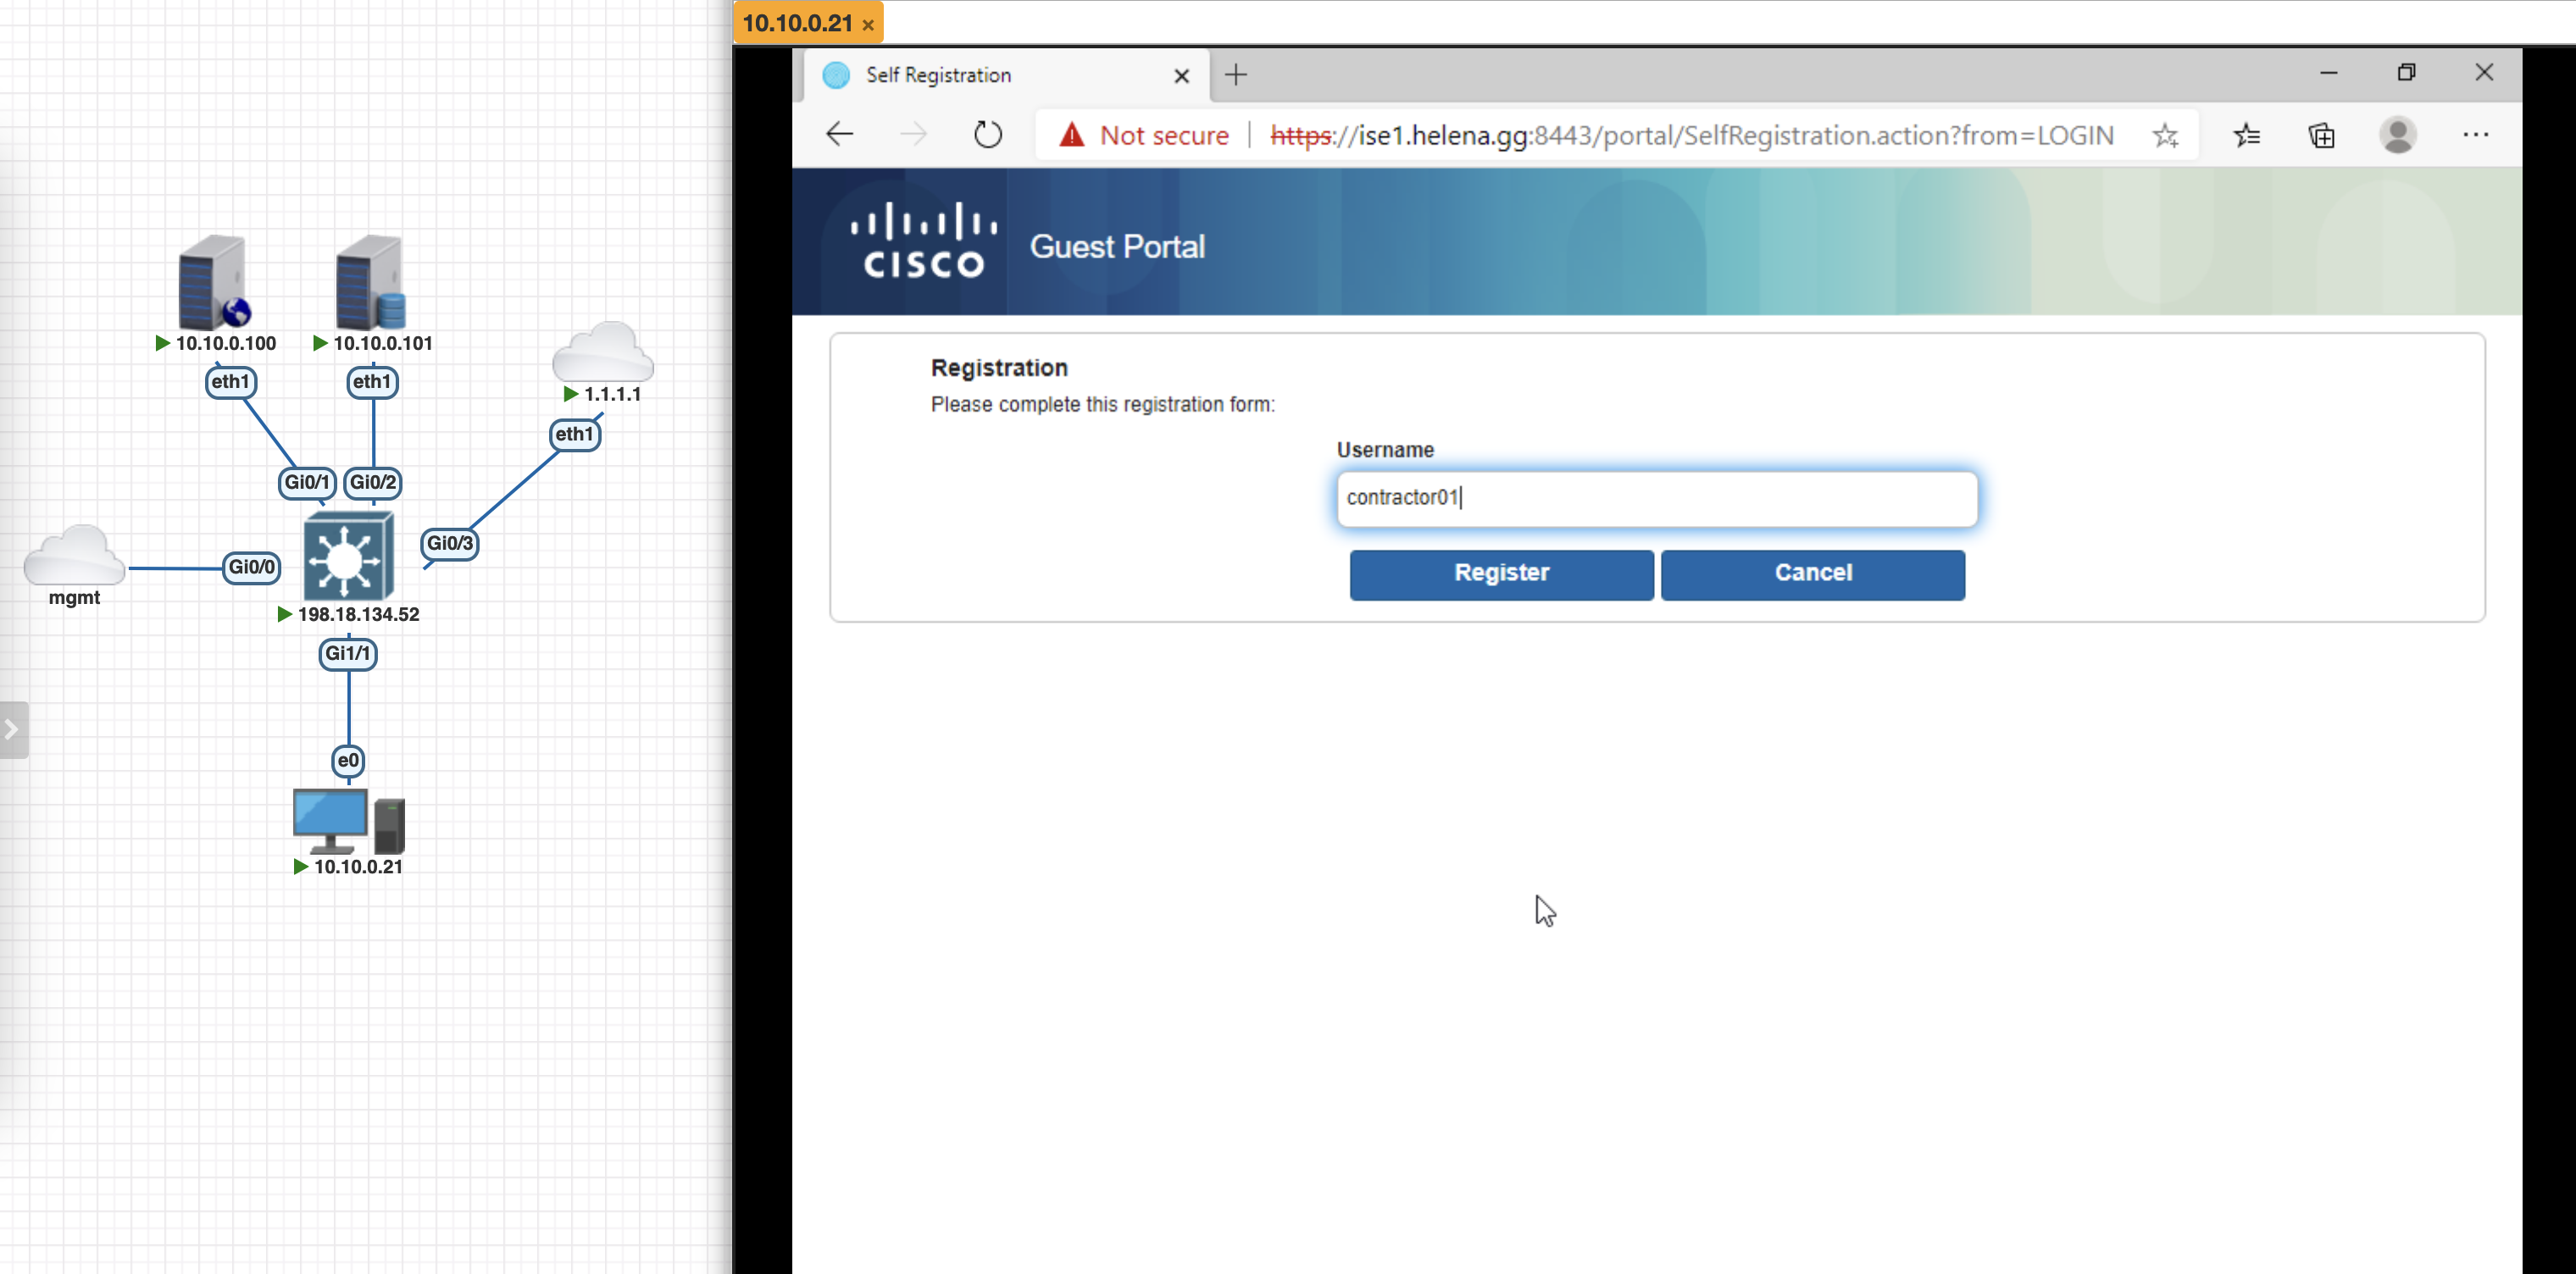 10.10.0.100
10.10.0.101
eth1
eth1
1.1.1.1
eth1
Gi0/1
Gi0/2
Gi0/3
Gi0/0
mgmt
198.18.134.52
Gi1/1
e0
10.10.0.21
10.10.0.21 ×
Self Registration
Not secure | https://ise1.helena.gg:8443/portal/SelfRegistration.action?from=LOGIN
CISCO
Guest Portal
Registration
Please complete this registration form:
Username
contractor01
Register
Cancel